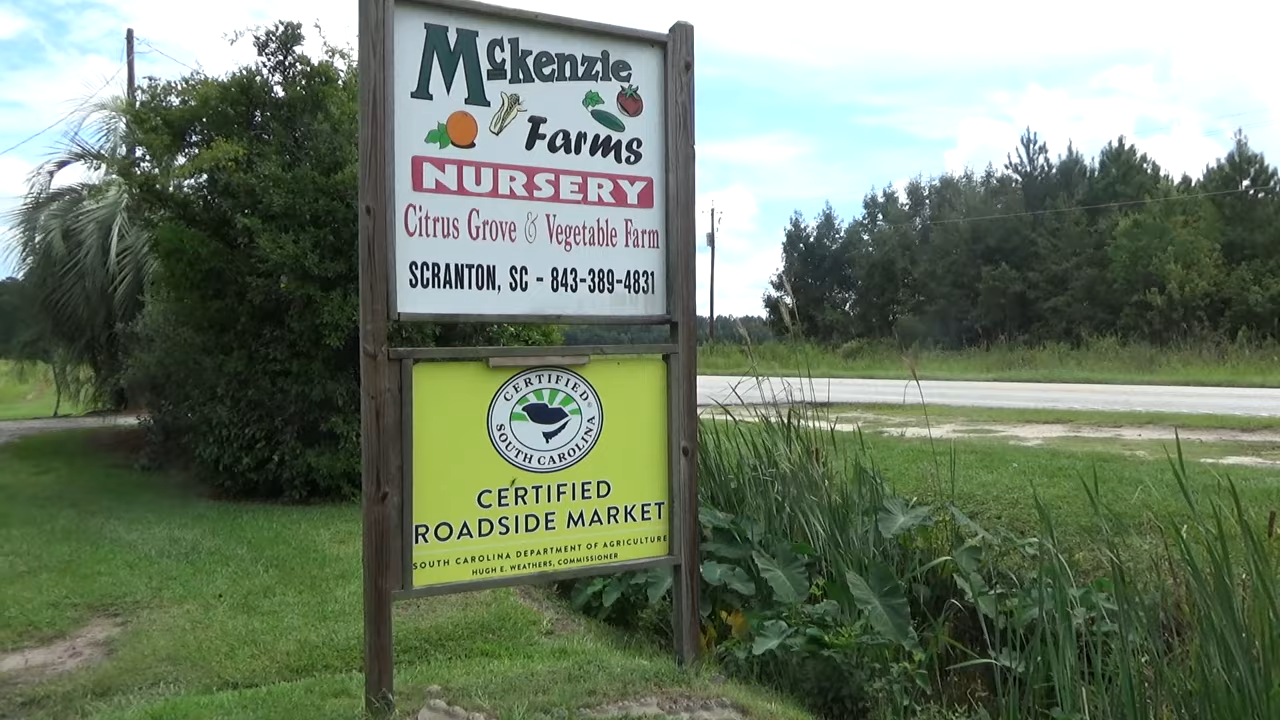 McKenzie
Farms
NURSERY
Citrus Grove & Vegetable Farm
SCRANTON, SC - 843-389-4831
CERTIFIED®
SOUTH CAROLINA
CERTIFIED
ROADSIDE MARKET
SOUTH CAROLINA DEPARTMENT OF AGRICULTURE
HUGH E. WEATHERS, COMMISSIONER